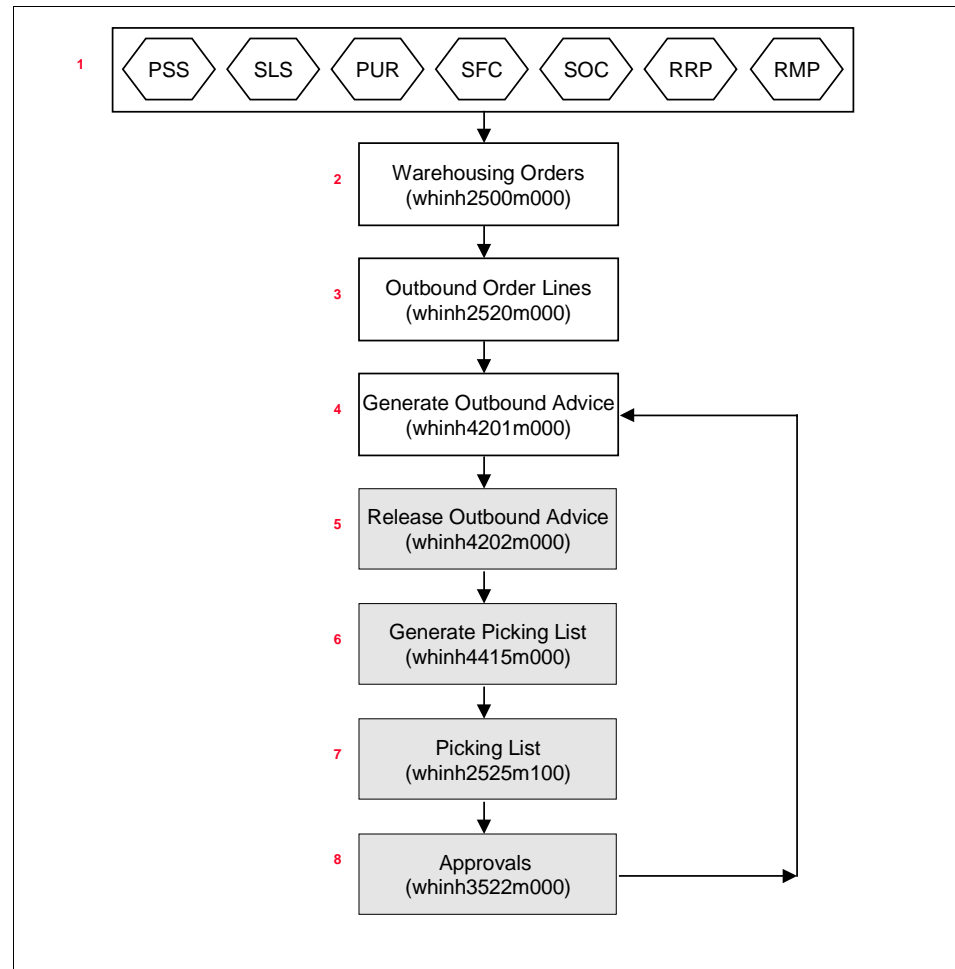 1 PSS SLS PUR SFC SOC RRP RMP
2 Warehousing Orders
(whinh2500m000)
3 Outbound Order Lines
(whinh2520m000)
4 Generate Outbound Advice
(whinh4201m000)
5 Release Outbound Advice
(whinh4202m000)
6 Generate Picking List
(whinh4415m000)
7 Picking List
(whinh2525m100)
8 Approvals
(whinh3522m000)